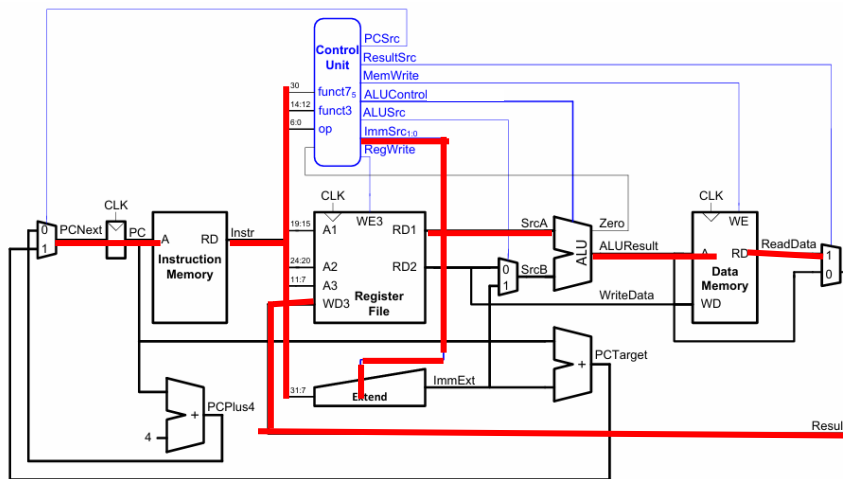 PCSrc
Control
Unit
ResultSrc
MemWrite
30
funct7₅
ALUControl
14:12
funct3
ALUSrc
6:0
op
ImmSrc₁:₀
RegWrite
CLK
CLK
CLK
0
1
PCNext
PC
A
RD
Instr
Instruction
Memory
19:15
A1
WE3
RD1
SrcA
Zero
WE
24:20
A2
RD2
0
1
SrcB
ALU
ALUResult
A
RD
ReadData
1
0
11:7
A3
WD3
Register
File
Data
Memory
WriteData
WD
PCTarget
+
31:7
Extend
ImmExt
PCPlus4
+
4
Resul